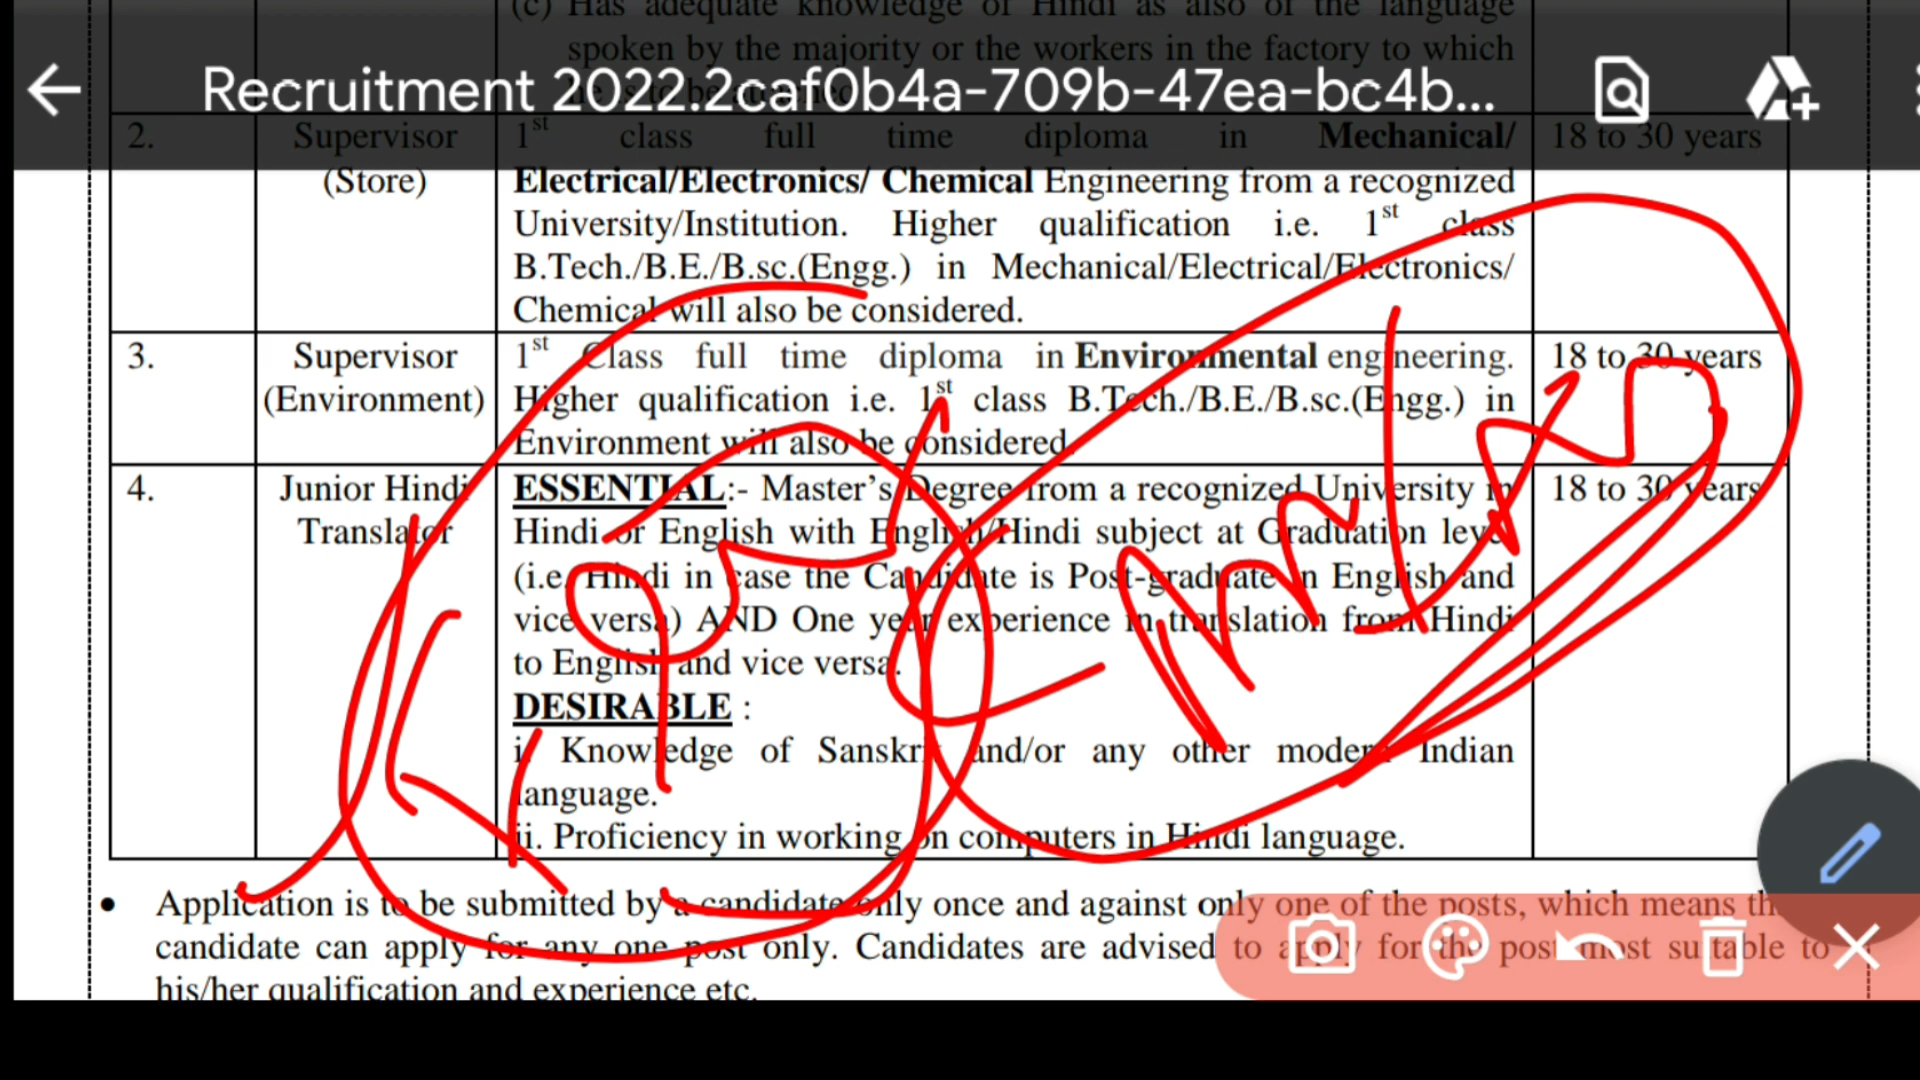 (c) Has adequate knowledge of Hindi as also of the language
spoken by the majority or the workers in the factory to which
Recruitment 2022.2caf0b4a-709b-47ea-bc4b...
2.
Supervisor
(Store)
1st class full time diploma in Mechanical/
Electrical/Electronics/ Chemical Engineering from a recognized
University/Institution. Higher qualification i.e. 1st class
B.Tech./B.E./B.sc.(Engg.) in Mechanical/Electrical/Electronics/
Chemical will also be considered.
18 to 30 years
3.
Supervisor
(Environment)
1st Class full time diploma in Environmental engineering.
Higher qualification i.e. 1st class B.Tech./B.E./B.sc.(Engg.) in
Environment will also be considered.
18 to 30 years
4.
Junior Hindi
Translator
ESSENTIAL:- Master's Degree from a recognized University in
Hindi or English with English/Hindi subject at Graduation level
(i.e. Hindi in case the Candidate is Post-graduate in English and
vice versa) AND One year experience in translation from Hindi
to English and vice versa.
DESIRABLE :
i. Knowledge of Sanskrit and/or any other modern Indian
language.
ii. Proficiency in working on computers in Hindi language.
18 to 30 years
• Application is to be submitted by a candidate only once and against only one of the posts, which means
candidate can apply for any one post only. Candidates are advised to apply for the post most suitable to
his/her qualification and experience etc.